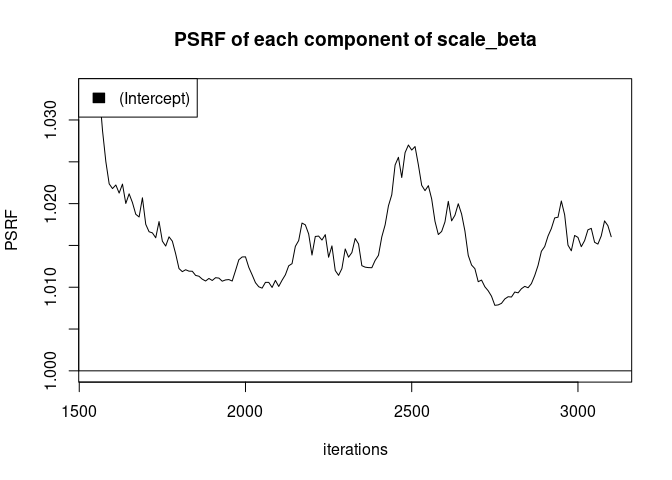 PSRF of each component of scale_beta
(Intercept)
PSRF
1.030
1.020
1.010
1.000
1500 2000 2500 3000
iterations